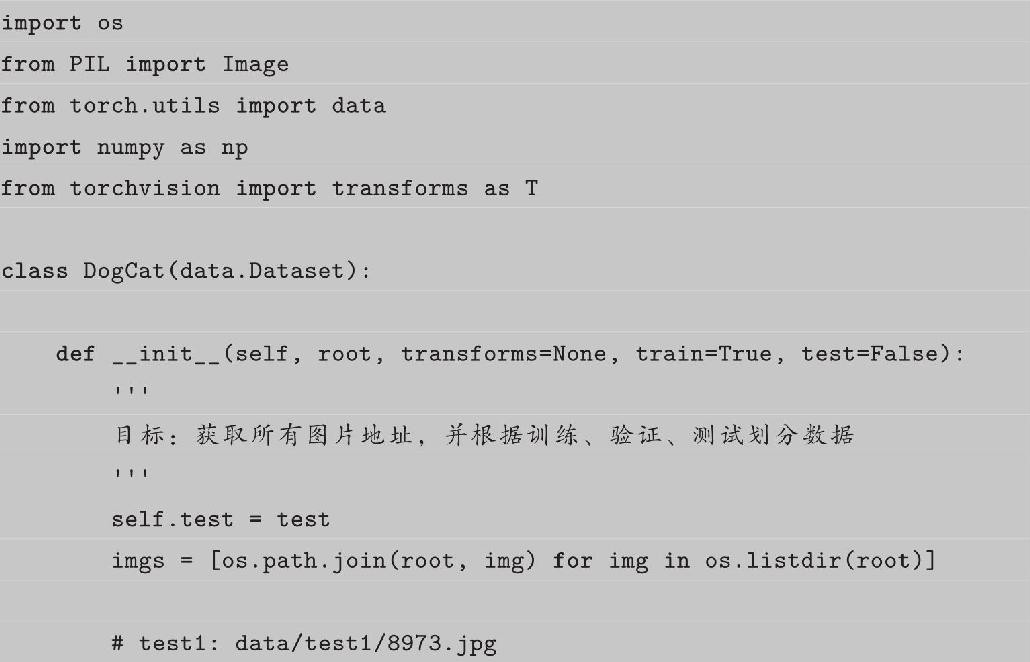 import os
from PIL import Image
from torch.utils import data
import numpy as np
from torchvision import transforms as T
class DogCat(data.Dataset):
    def __init__(self, root, transforms=None, train=True, test=False):
        '''
        目标：获取所有图片地址，并根据训练、验证、测试划分数据
        '''
        self.test = test
        imgs = [os.path.join(root, img) for img in os.listdir(root)]
        # test1: data/test1/8973.jpg